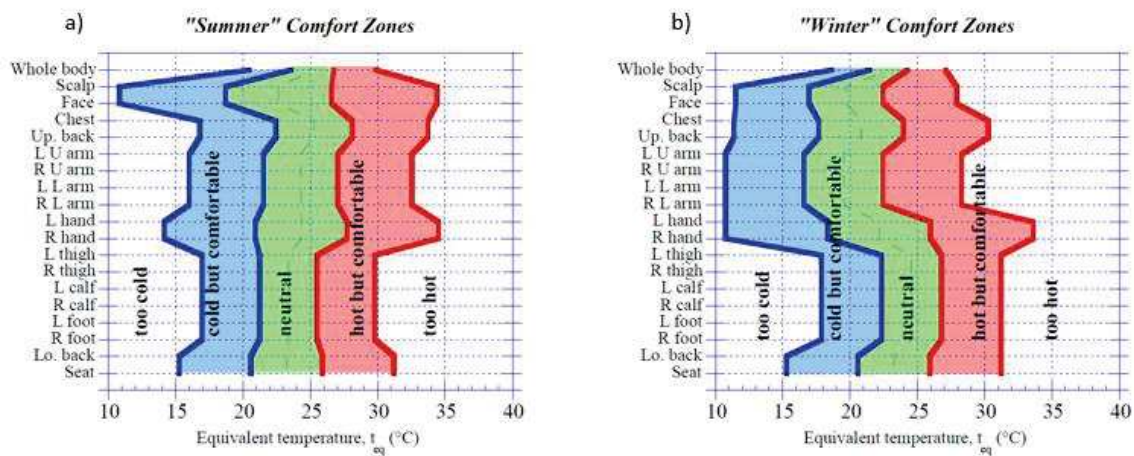 a)
"Summer" Comfort Zones
Whole body
Scalp
Face
Chest
Up. back
L U arm
R U arm
L L arm
R L arm
L hand
R hand
L thigh
R thigh
L calf
R calf
L foot
R foot
Lo. back
Seat
too cold
cold but comfortable
neutral
hot but comfortable
too hot
10 15 20 25 30 35 40
Equivalent temperature, t eq (°C)
b)
"Winter" Comfort Zones
Whole body
Scalp
Face
Chest
Up. back
L U arm
R U arm
L L arm
R L arm
L hand
R hand
L thigh
R thigh
L calf
R calf
L foot
R foot
Lo. back
Seat
too cold
cold but comfortable
neutral
hot but comfortable
too hot
10 15 20 25 30 35 40
Equivalent temperature, t eq (°C)